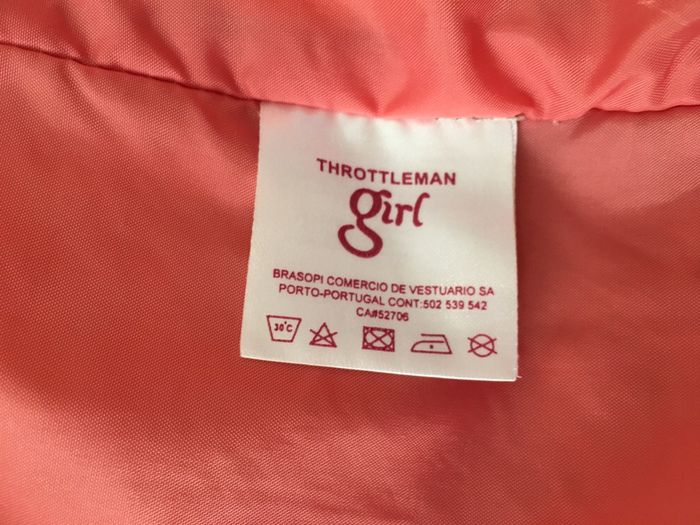 THROTTLEMAN
girl
BRASOPI COMERCIO DE VESTUARIO SA
PORTO-PORTUGAL CONT:502 539 542
CA#52706
30°C